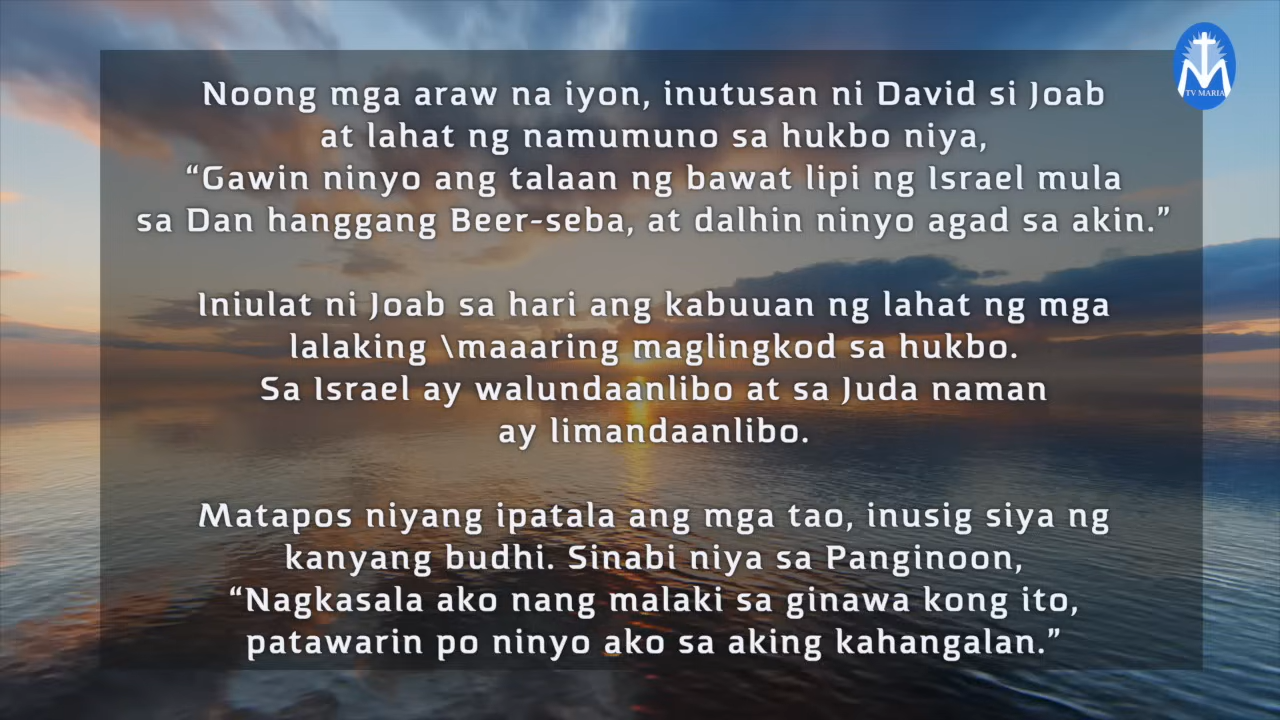 TV MARIA
Noong mga araw na iyon, inutusan ni David si Joab
at lahat ng namumuno sa hukbo niya,
“Gawin ninyo ang talaan ng bawat lipi ng Israel mula
sa Dan hanggang Beer-seba, at dalhin ninyo agad sa akin.”
Iniulat ni Joab sa hari ang kabuuan ng lahat ng mga
lalaking \maaaring maglingkod sa hukbo.
Sa Israel ay walundaanlibo at sa Juda naman
ay limandaanlibo.
Matapos niyang ipatala ang mga tao, inusig siya ng
kanyang budhi. Sinabi niya sa Panginoon,
“Nagkasala ako nang malaki sa ginawa kong ito,
patawarin po ninyo ako sa aking kahangalan.”